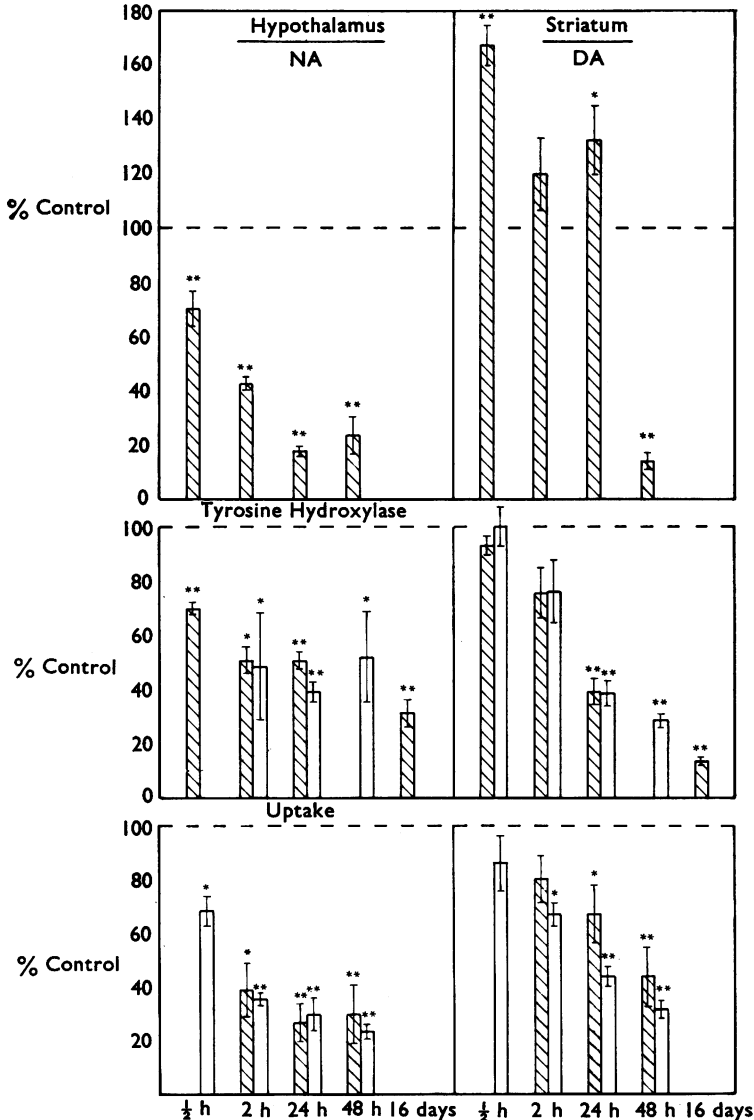 Hypothalamus Striatum
NA DA
180
160
140
120
% Control
100
80
60
40
20
0
** ** ** **
** * **
Tyrosine Hydroxylase
100
80
60
% Control
40
20
0
** * * ** ** * **
** ** ** **
Uptake
100
80
60
% Control
40
20
* * ** ** ** ** **
* * ** ** **
½ h 2 h 24 h 48 h 16 days ½ h 2 h 24 h 48 h 16 days